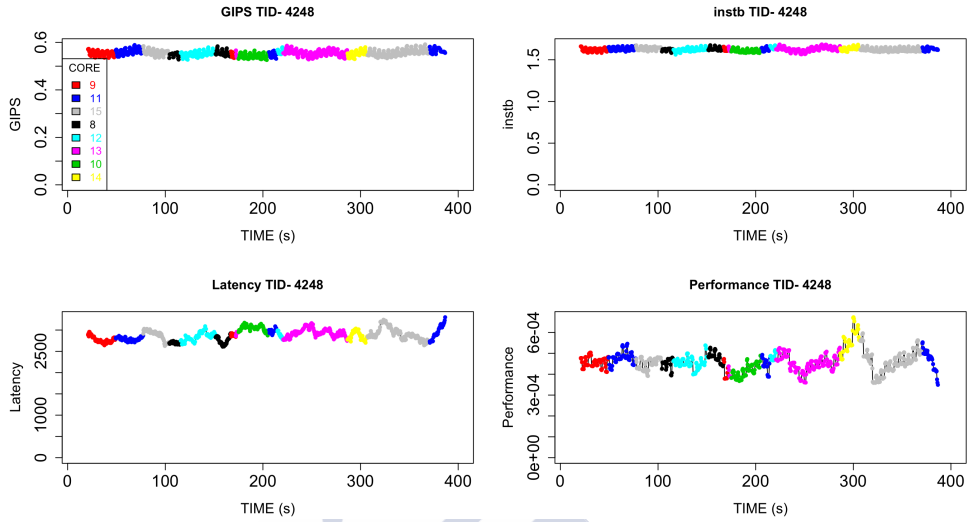 GIPS TID- 4248
GIPS
0.0 0.2 0.4 0.6
CORE
9
11
15
8
12
13
10
14
0 100 200 300 400
TIME (s)
instb TID- 4248
instb
0.0 0.5 1.0 1.5
0 100 200 300 400
TIME (s)
Latency TID- 4248
Latency
0 1000 2500
0 100 200 300 400
TIME (s)
Performance TID- 4248
Performance
0e+00 3e-04 6e-04
0 100 200 300 400
TIME (s)